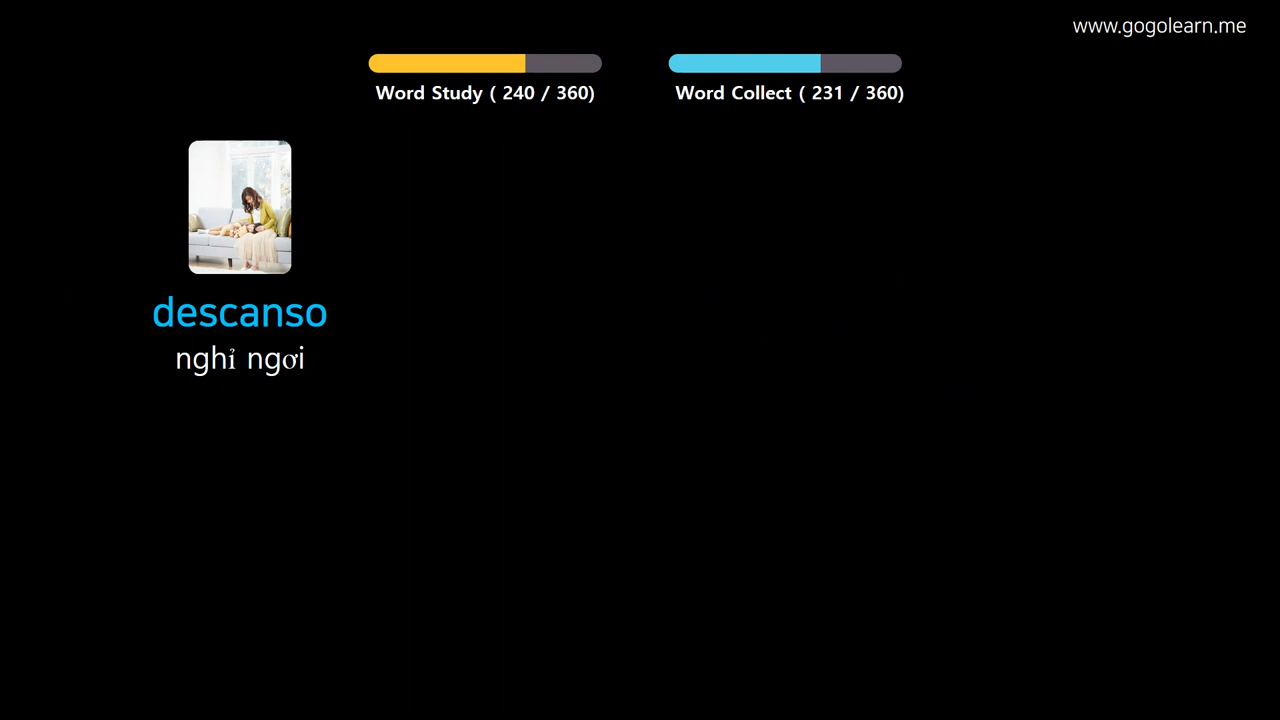 www.gogolearn.me
Word Study ( 240 / 360)
Word Collect ( 231 / 360)
descanso
nghỉ ngơi